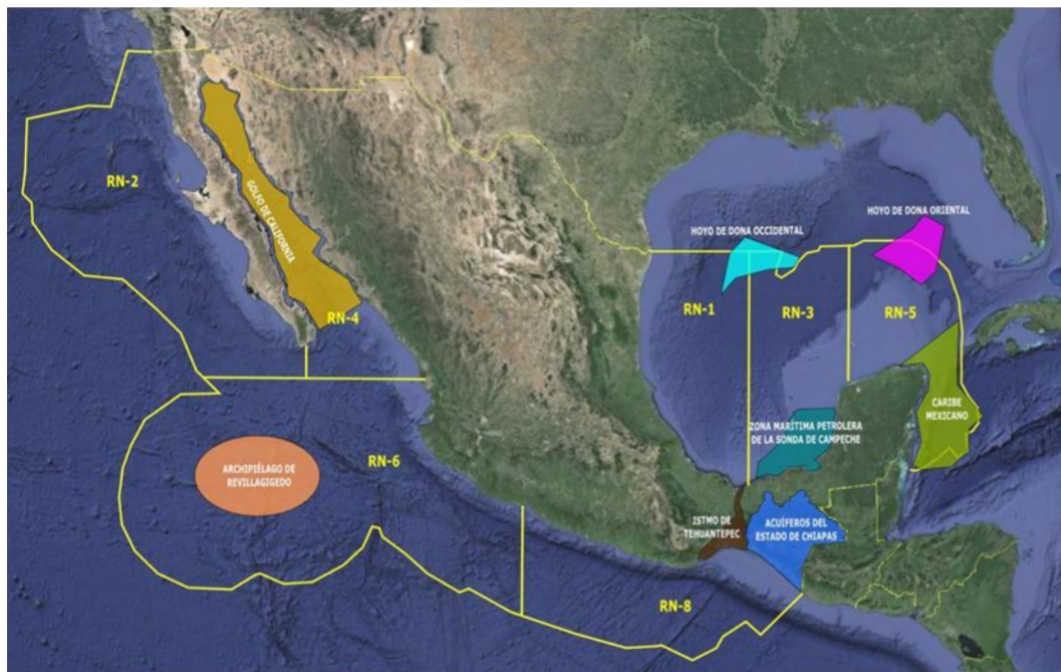 RN-2
GOLFO DE CALIFORNIA
HOYO DE DONA OCCIDENTAL
HOYO DE DONA ORIENTAL
RN-4
RN-1
RN-3
RN-5
CARIBE
MEXICANO
ZONA MARÍTIMA PETROLERA
DE LA SONDA DE CAMPECHE
ARCHIPIÉLAGO DE
REVILLAGIGEDO
RN-6
ISTMO DE
TEHUANTEPEC
ACUÍFEROS DEL
ESTADO DE CHIAPAS
RN-8